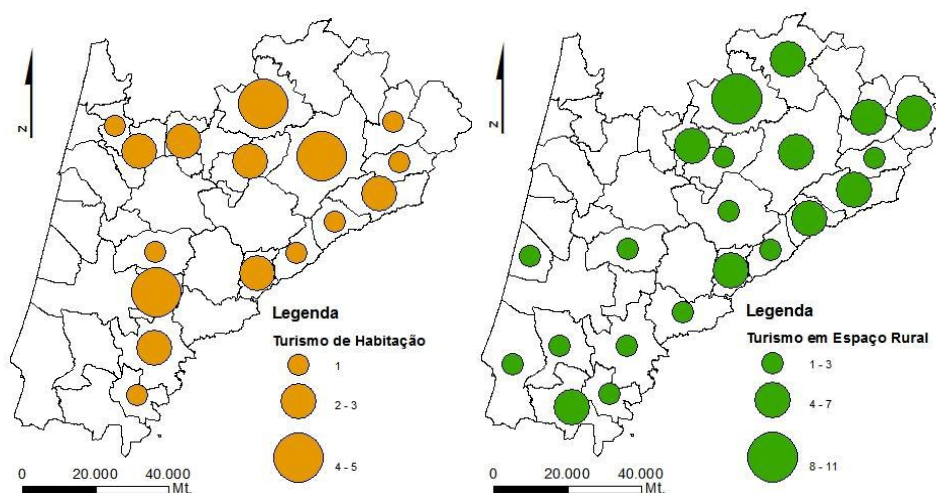 N
Legenda
Turismo de Habitação
1
2 - 3
4 - 5
0 20.000 40.000
Mt.
N
Legenda
Turismo em Espaço Rural
1 - 3
4 - 7
8 - 11
0 20.000 40.000
Mt.